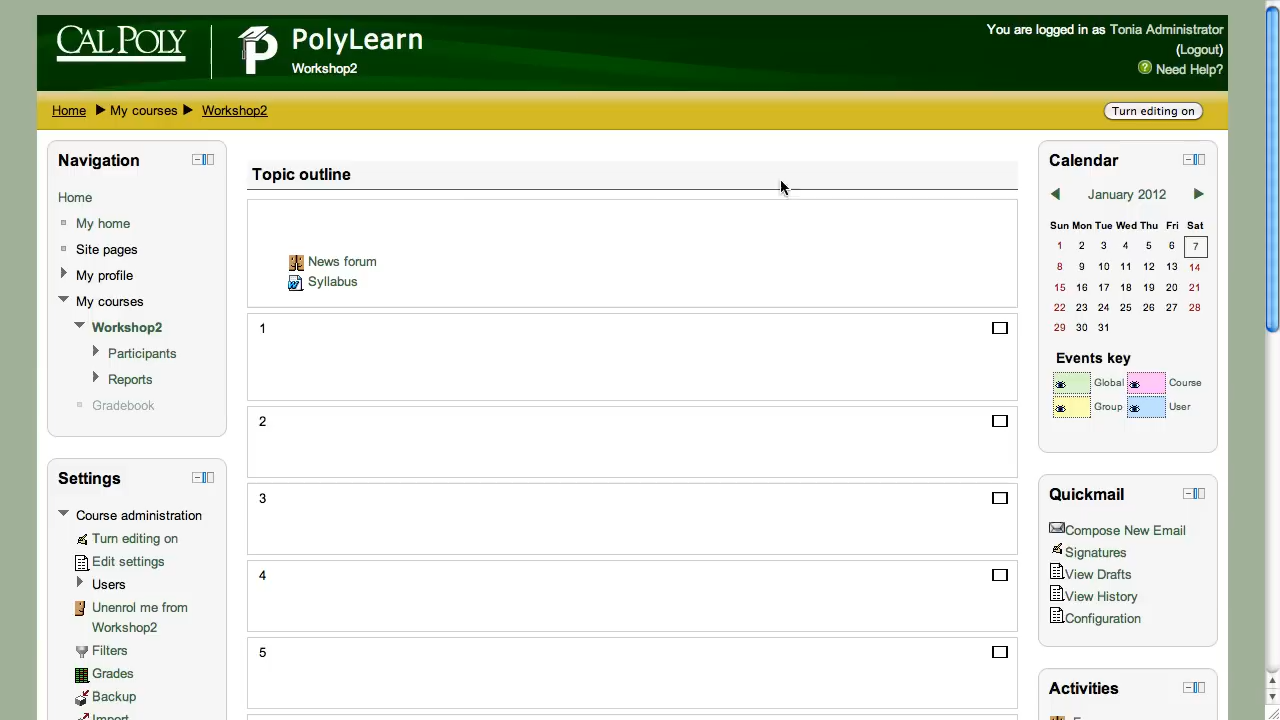 CAL POLY
PolyLearn
Workshop2
You are logged in as Tonia Administrator
(Logout)
Need Help?
Home My courses Workshop2
Turn editing on
Navigation
Home
My home
Site pages
My profile
My courses
Workshop2
Participants
Reports
Gradebook
Settings
Course administration
Turn editing on
Edit settings
Users
Unenrol me from
Workshop2
Filters
Grades
Backup
Import
Topic outline
News forum
Syllabus
1
2
3
4
5
Calendar
January 2012
Sun Mon Tue Wed Thu Fri Sat
1 2 3 4 5 6 7
8 9 10 11 12 13 14
15 16 17 18 19 20 21
22 23 24 25 26 27 28
29 30 31
Events key
Global Course
Group User
Quickmail
Compose New Email
Signatures
View Drafts
View History
Configuration
Activities